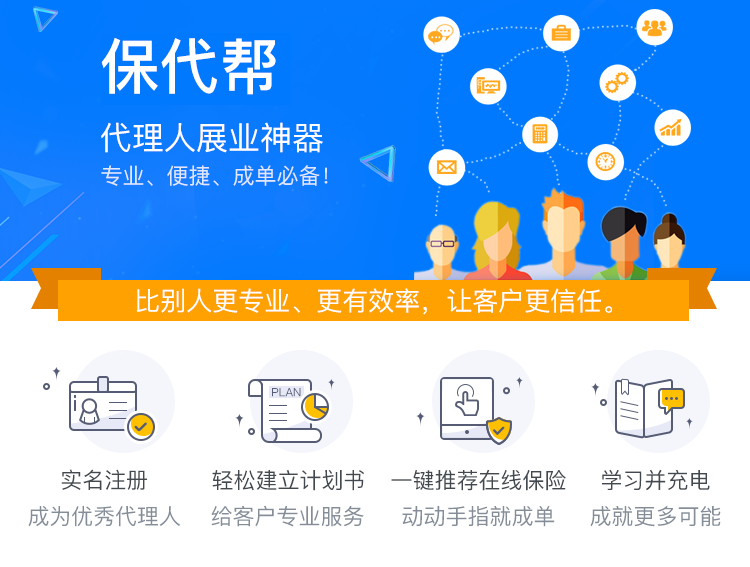 保代帮
代理人展业神器
专业、便捷、成单必备!
比别人更专业、更有效率，让客户更信任。
PLAN
实名注册
轻松建立计划书
一键推荐在线保险
学习并充电
成为优秀代理人
给客户专业服务
动动手指就成单
成就更多可能